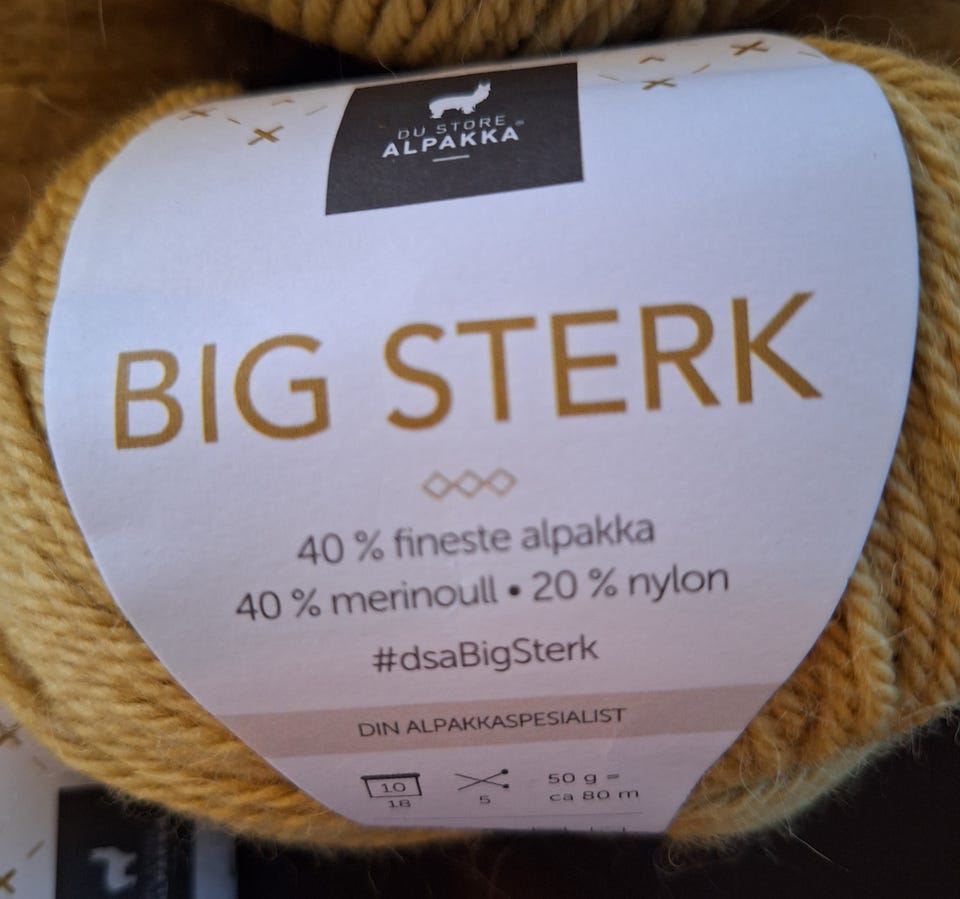 DU STORE
ALPAKKA
BIG STERK
40 % fineste alpakka
40 % merinoull • 20 % nylon
#dsaBigSterk
DIN ALPAKKASPESIALIST
10
18
5
50 g =
ca 80 m